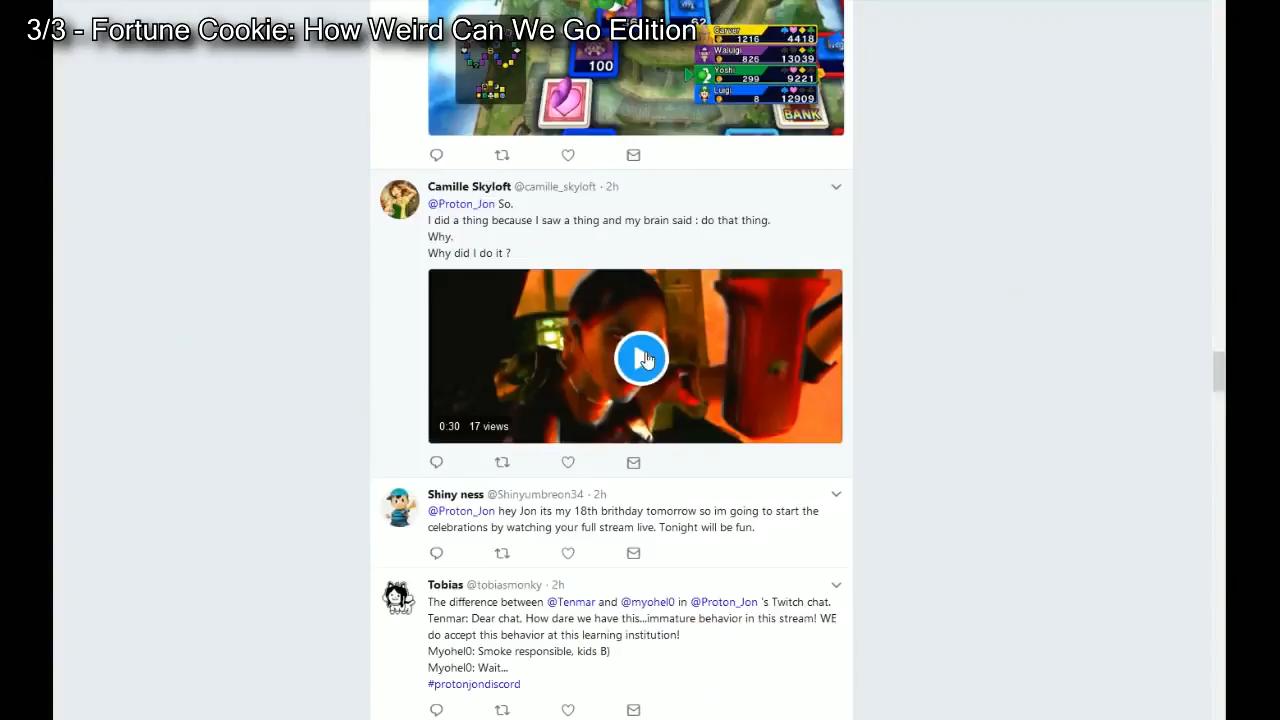 3/3 - Fortune Cookie: How Weird Can We Go Edition
62
Carver
1216 4418
Waluigi
826 13039
100
Yoshi
299 9221
Luigi
8 12909
BANK
Camille Skyloft @camille_skyloft · 2h
@Proton_Jon So.
I did a thing because I saw a thing and my brain said : do that thing.
Why.
Why did I do it ?
0:30 17 views
Shiny ness @Shinyumbreon34 · 2h
@Proton_Jon hey Jon its my 18th brithday tomorrow so im going to start the
celebrations by watching your full stream live. Tonight will be fun.
Tobias @tobiasmonky · 2h
The difference between @Tenmar and @myohel0 in @Proton_Jon 's Twitch chat.
Tenmar: Dear chat, How dare we have this...immature behavior in this stream! WE
do accept this behavior at this learning institution!
Myohel0: Smoke responsible, kids B)
Myohel0: Wait...
#protonjondiscord